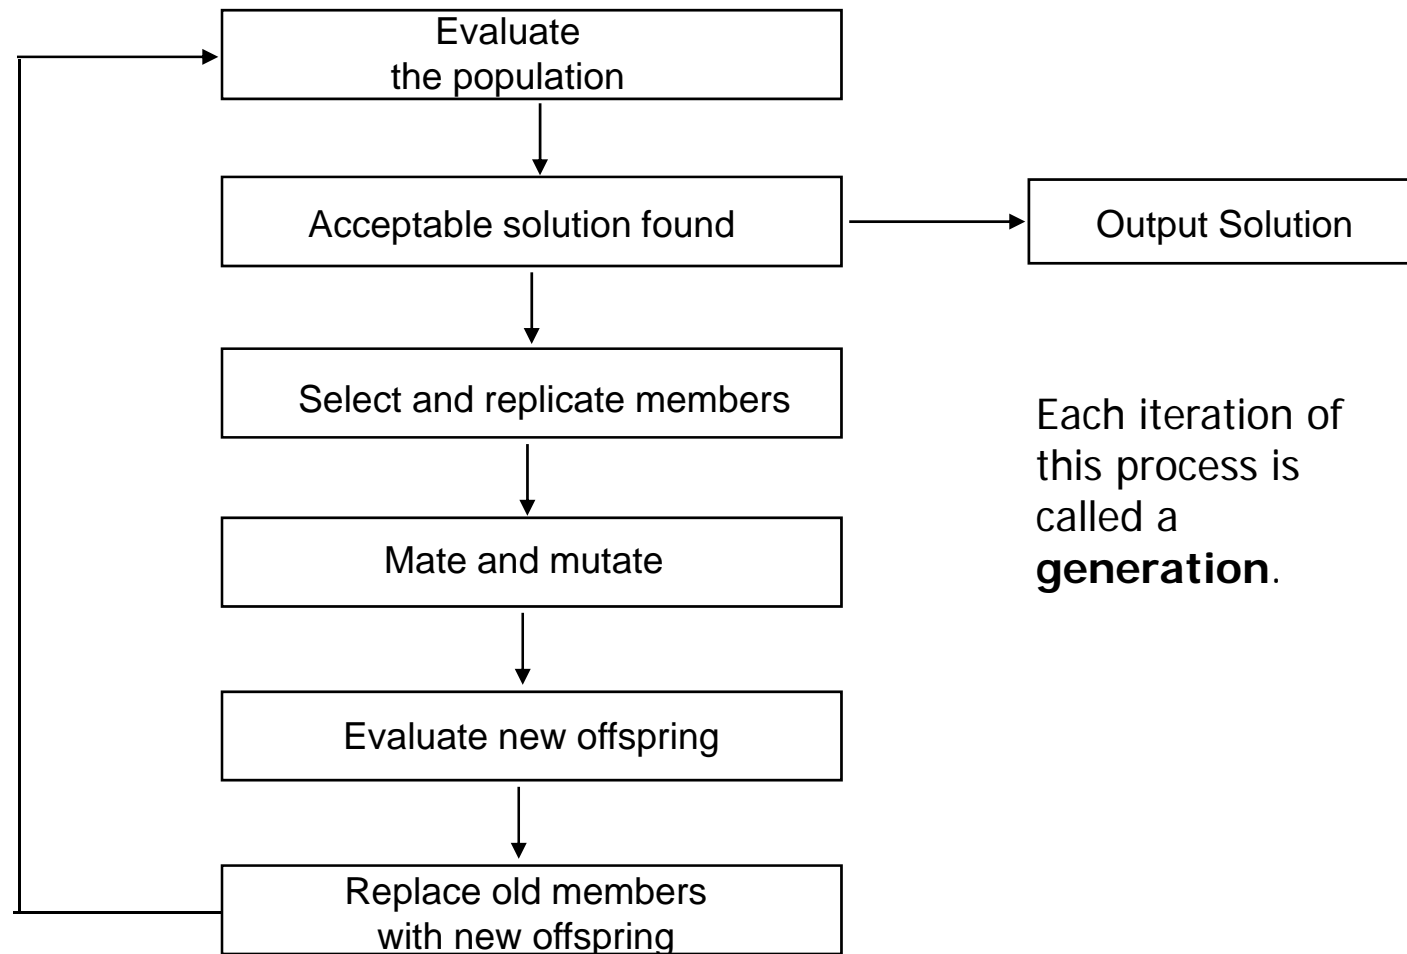 Evaluate
the population
Acceptable solution found
Output Solution
Select and replicate members
Each iteration of
this process is
called a
generation.
Mate and mutate
Evaluate new offspring
Replace old members
with new offspring